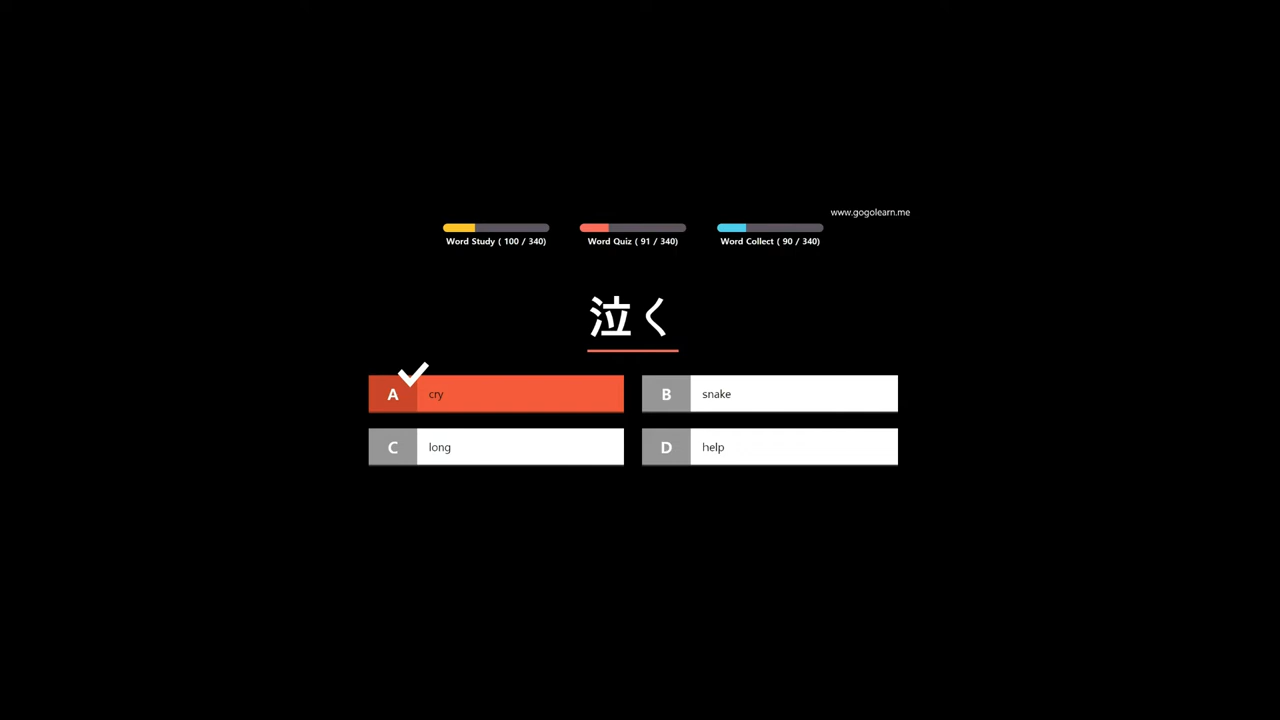 www.gogolearn.me
Word Study ( 100 / 340)
Word Quiz ( 91 / 340)
Word Collect ( 90 / 340)
泣く
A cry
B snake
C long
D help